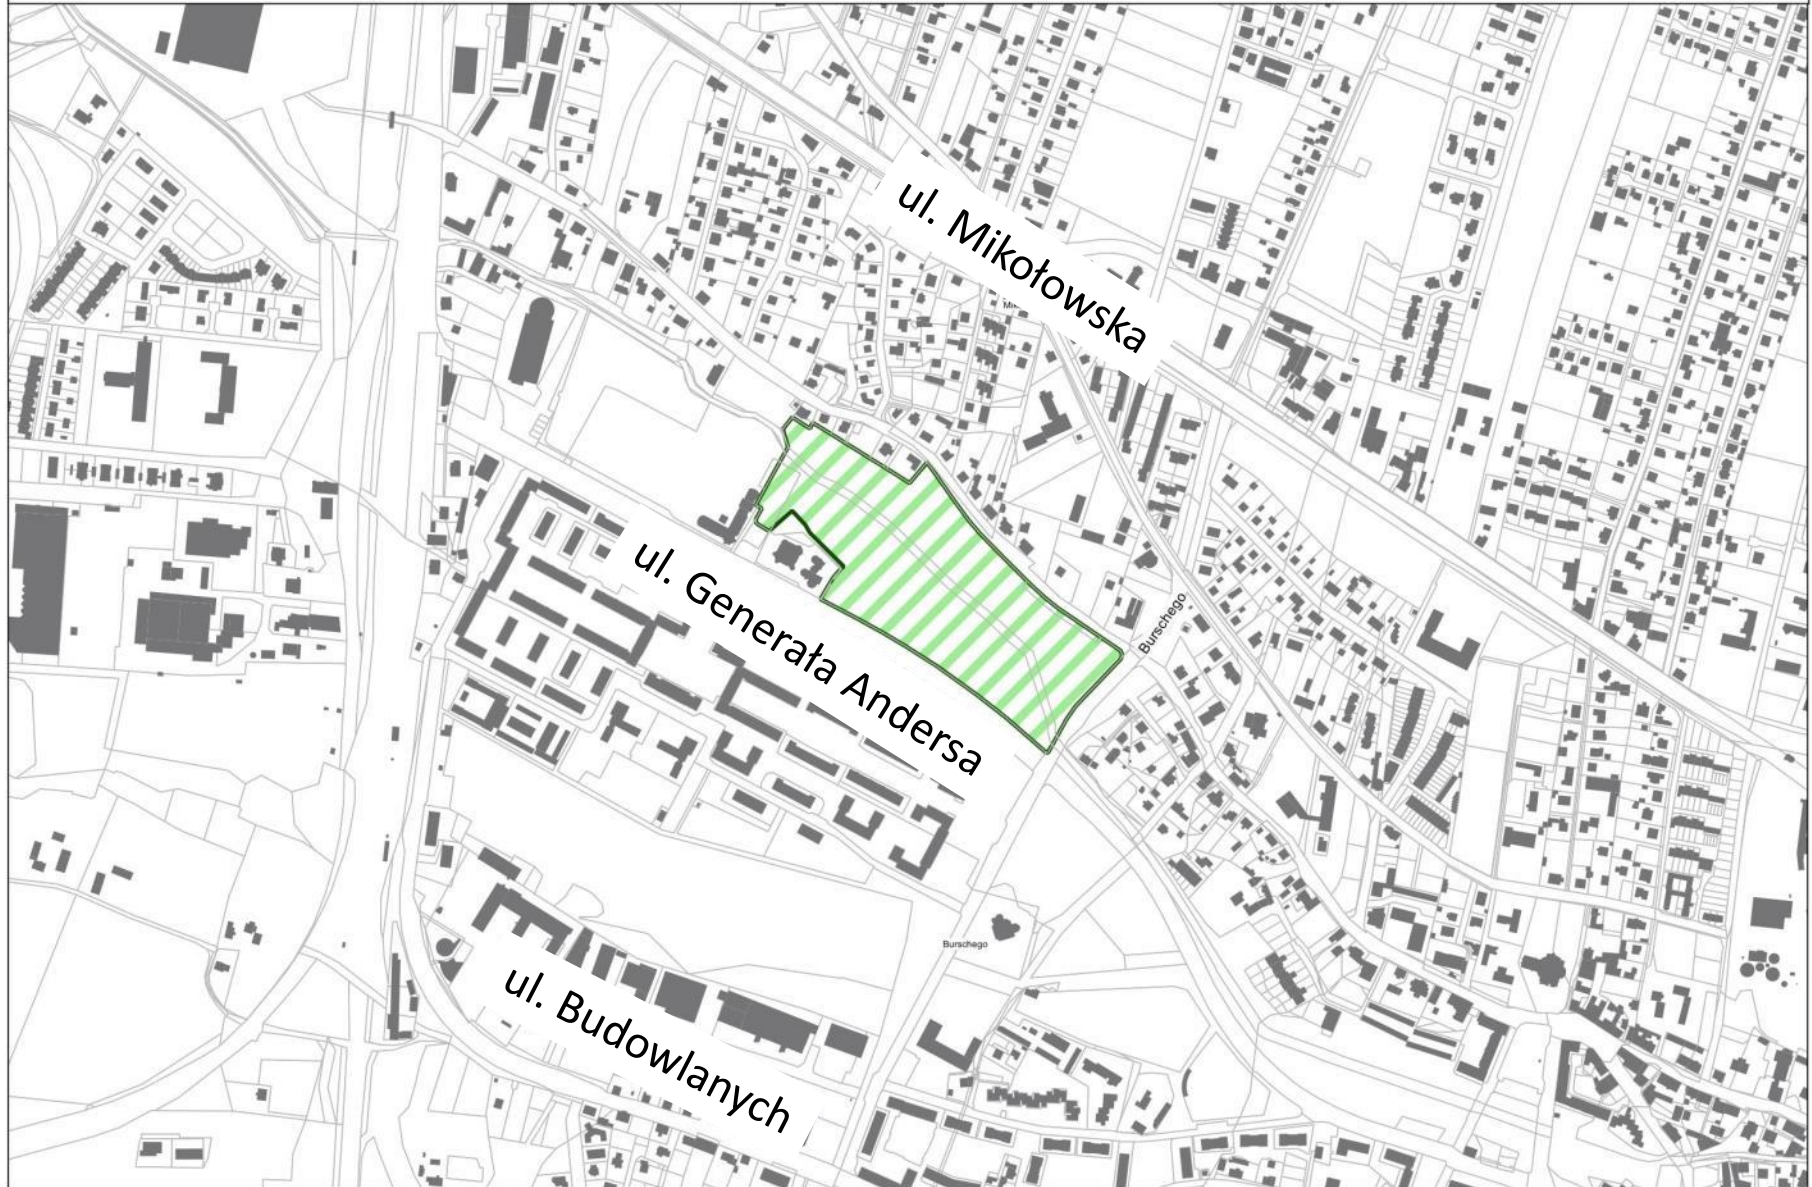 ul. Mikołowska
ul. Generała Andersa
Burschego
Burschego
ul. Budowlanych